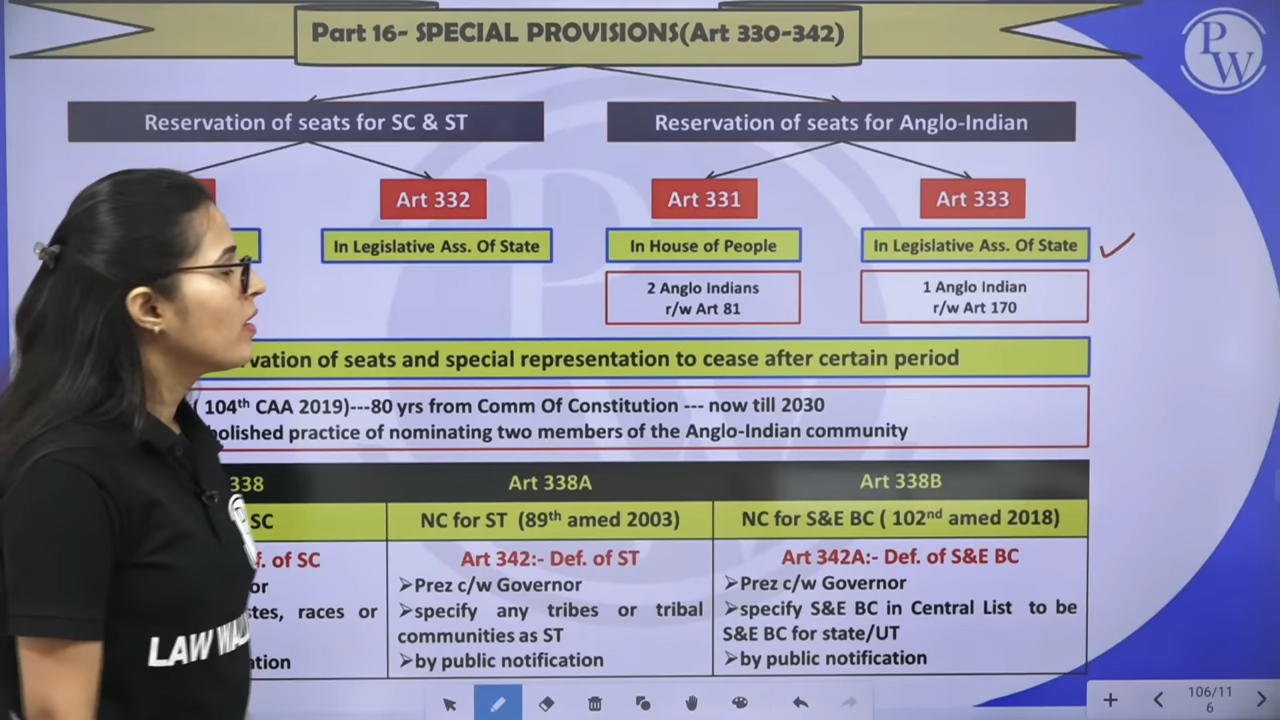 Part 16- SPECIAL PROVISIONS(Art 330-342)
PW
Reservation of seats for SC & ST
Reservation of seats for Anglo-Indian
Art 332
Art 331
Art 333
In Legislative Ass. Of State
In House of People
In Legislative Ass. Of State
2 Anglo Indians
r/w Art 81
1 Anglo Indian
r/w Art 170
of seats and special representation to cease after certain period
( 104th CAA 2019)---80 yrs from Comm Of Constitution --- now till 2030
practice of nominating two members of the Anglo-Indian community
338
Art 338A
Art 338B
SC
NC for ST (89th amed 2003)
NC for S&E BC ( 102nd amed 2018)
of SC
races or
Art 342:- Def. of ST
➢Prez c/w Governor
➢specify any tribes or tribal
communities as ST
➢by public notification
Art 342A:- Def. of S&E BC
➢Prez c/w Governor
➢specify S&E BC in Central List to be
S&E BC for state/UT
➢by public notification
LAW
106/11
6